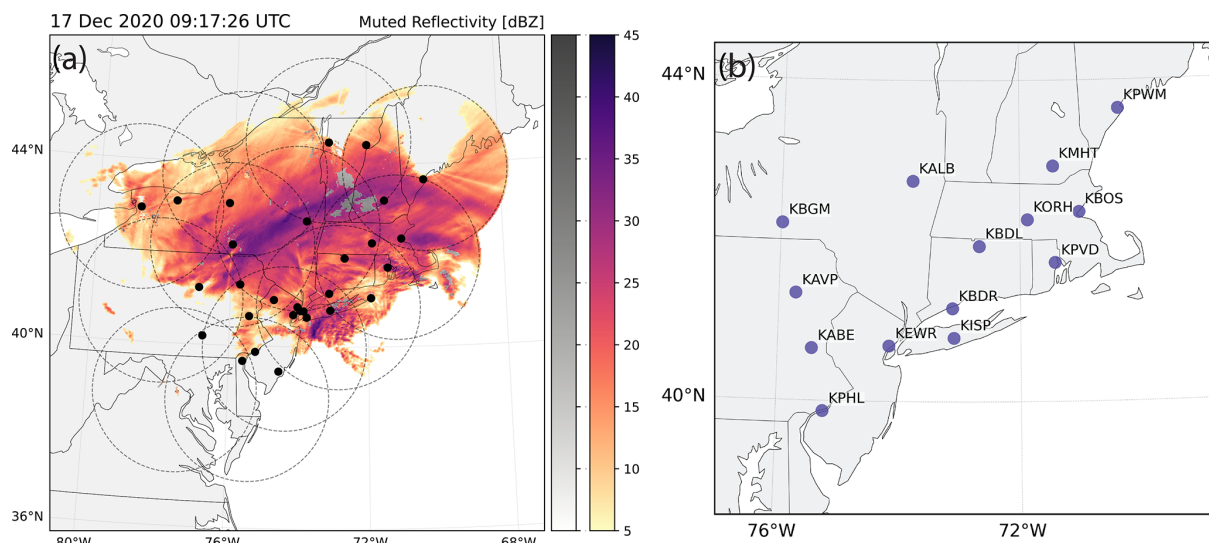 17 Dec 2020 09:17:26 UTC
Muted Reflectivity [dBZ]
(a)
44°N
40°N
36°N
80°W
76°W
72°W
68°W
45
40
35
30
25
20
15
10
5
(b)
44°N
40°N
76°W
72°W
KPWM
KMHT
KALB
KBOS
KORH
KBGM
KBDL
KPVD
KAVP
KBDR
KISP
KEWR
KABE
KPHL